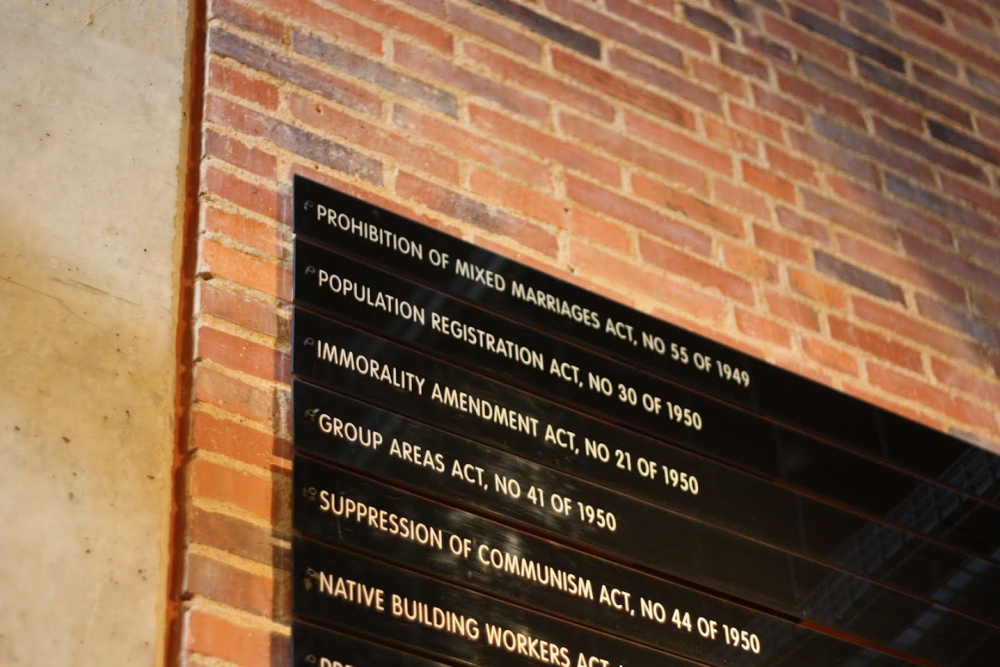 PROHIBITION OF MIXED MARRIAGES ACT, NO 55 OF 1949
POPULATION REGISTRATION ACT, NO 30 OF 1950
IMMORALITY AMENDMENT ACT, NO 21 OF 1950
GROUP AREAS ACT, NO 41 OF 1950
SUPPRESSION OF COMMUNISM ACT, NO 44 OF 1950
NATIVE BUILDING WORKERS ACT,